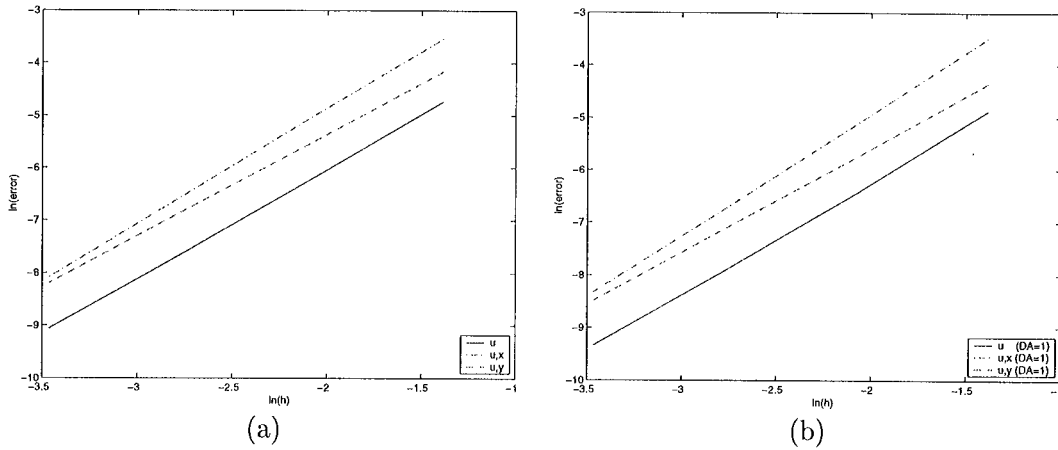 −3
−4
−5
−6
−7
−8
−9
−10
ln(error)
−3.5
−3
−2.5
−2
−1.5
−1
ln(h)
u
u,x
u,y
(a)
−3
−4
−5
−6
−7
−8
−9
−10
ln(error)
−3.5
−3
−2.5
−2
−1.5
ln(h)
u (DA=1)
u,x (DA=1)
u,y (DA=1)
(b)